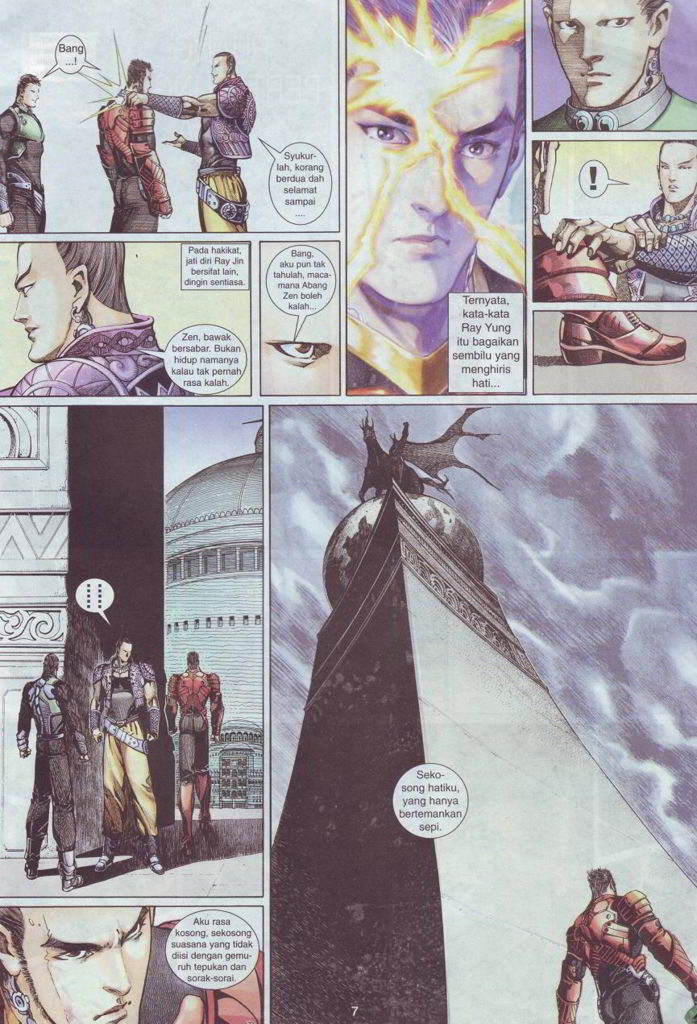 Bang
...!
Syukur-
lah, korang
berdua dah
selamat
sampai
....
!
Pada hakikat,
jati diri Ray Jin
bersifat lain,
dingin sentiasa.
Zen, bawak
bersabar. Bukan
hidup namanya
kalau tak pernah
rasa kalah.
Bang,
aku pun tak
tahulah, maca-
mana Abang
Zen boleh
kalah...
Ternyata,
kata-kata
Ray Yung
itu bagaikan
sembilu yang
menghiris
hati...
Seko-
song hatiku,
yang hanya
bertemankan
sepi.
Aku rasa
kosong, sekosong
suasana yang tidak
diisi dengan gemu-
ruh tepukan dan
sorak-sorai.
7